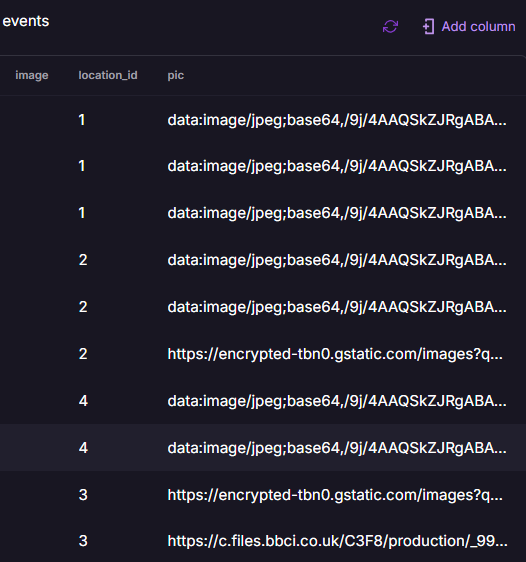 events
Add column
image location_id pic
1 data:image/jpeg;base64,/9j/4AAQSkZJRgABA...
1 data:image/jpeg;base64,/9j/4AAQSkZJRgABA...
1 data:image/jpeg;base64,/9j/4AAQSkZJRgABA...
2 data:image/jpeg;base64,/9j/4AAQSkZJRgABA...
2 data:image/jpeg;base64,/9j/4AAQSkZJRgABA...
2 https://encrypted-tbn0.gstatic.com/images?q...
4 data:image/jpeg;base64,/9j/4AAQSkZJRgABA...
4 data:image/jpeg;base64,/9j/4AAQSkZJRgABA...
3 https://encrypted-tbn0.gstatic.com/images?q...
3 https://c.files.bbci.co.uk/C3F8/production/_99...